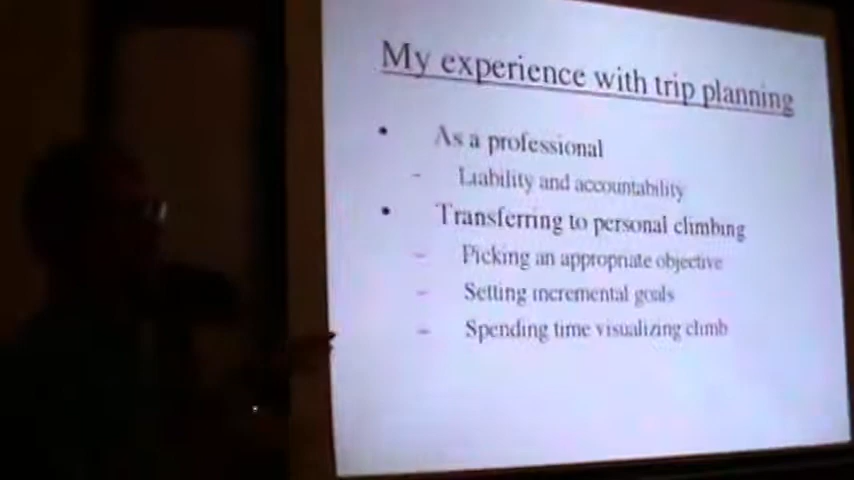 My experience with trip planning
• As a professional
- Liability and accountability
• Transferring to personal climbing
- Picking an appropriate objective
- Setting incremental goals
- Spending time visualizing climb